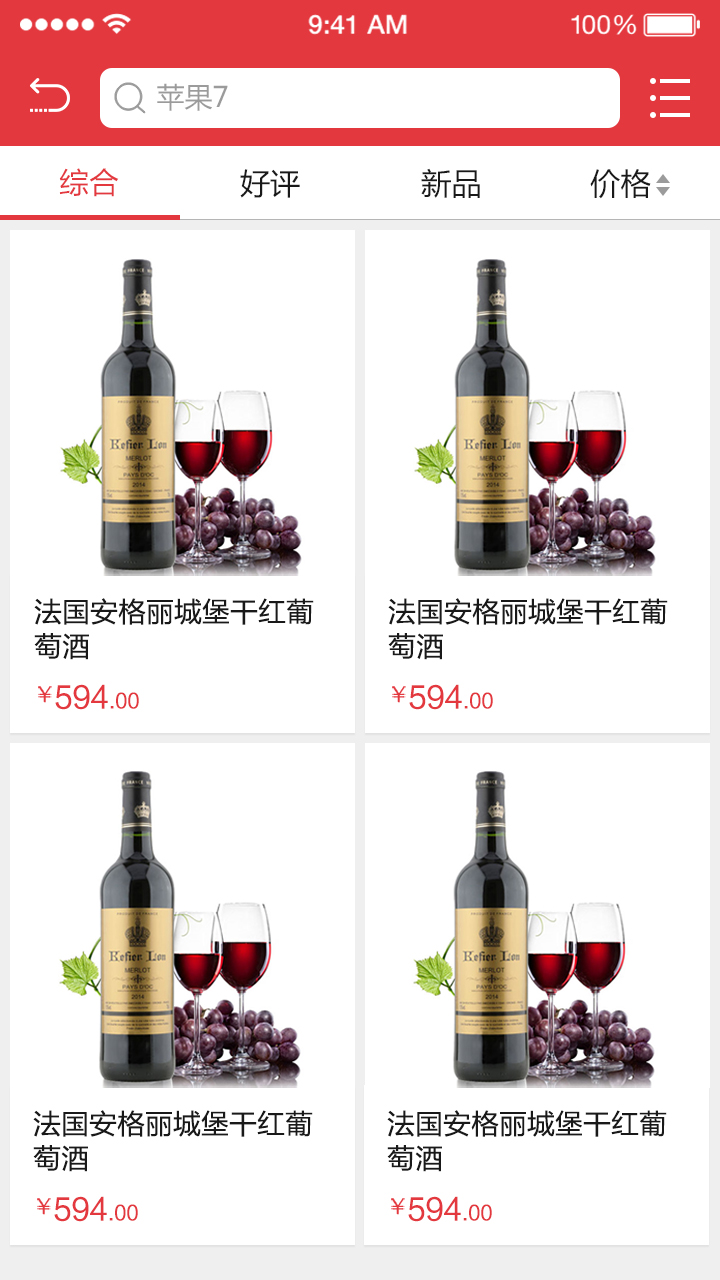 9:41 AM 100%
苹果7
综合 好评 新品 价格
Kefier Lion
MERLOT
PAYS D'OC
2014
Kefier Lion
MERLOT
PAYS D'OC
2014
法国安格丽城堡干红葡
萄酒
¥594.00
法国安格丽城堡干红葡
萄酒
¥594.00
Kefier Lion
MERLOT
PAYS D'OC
2014
Kefier Lion
MERLOT
PAYS D'OC
2014
法国安格丽城堡干红葡
萄酒
¥594.00
法国安格丽城堡干红葡
萄酒
¥594.00